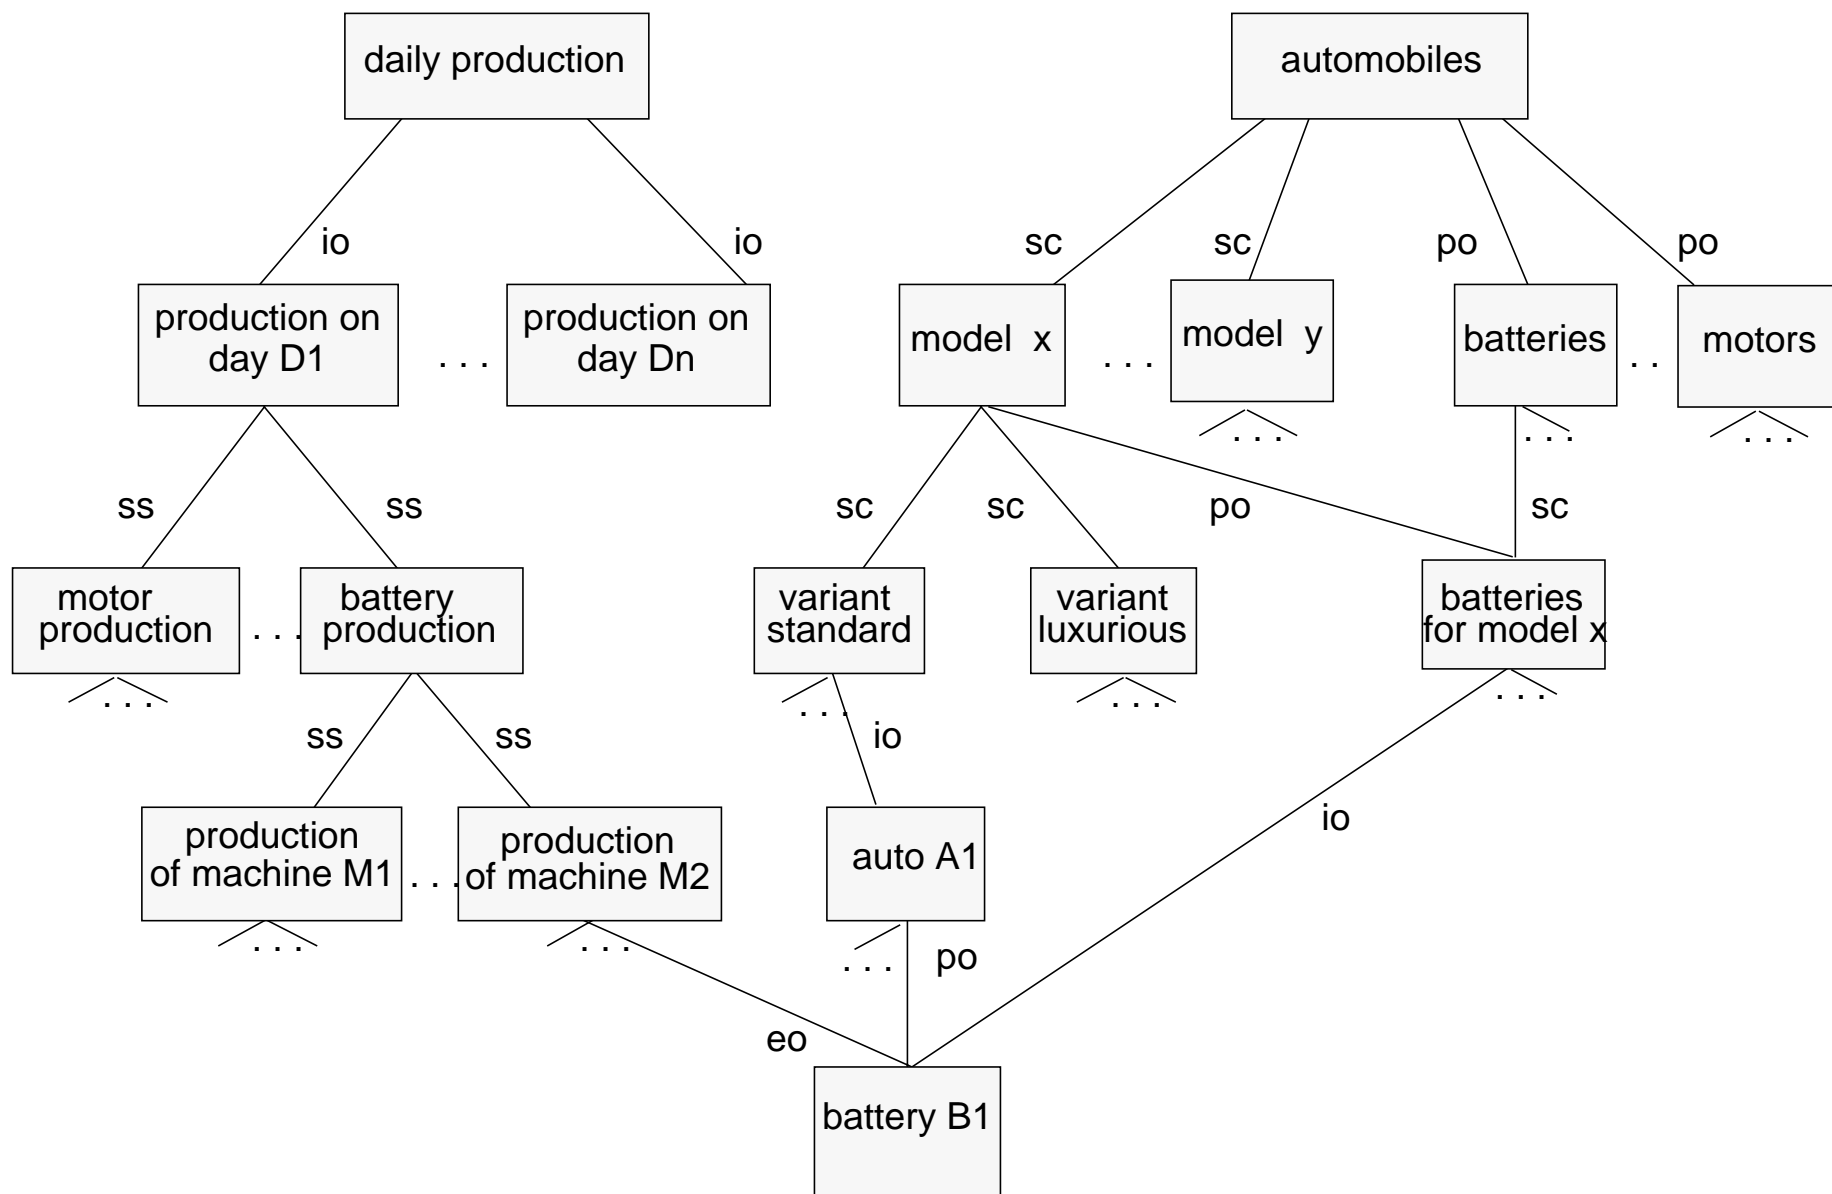 daily production
automobiles
io
io
sc
sc
po
po
production on
day D1
. . .
production on
day Dn
model  x
. . .
model  y
batteries
. .
motors
. . .
. . .
. . .
ss
ss
sc
sc
po
sc
motor
production
. . .
battery
production
variant
standard
variant
luxurious
batteries
for model x
. . .
. . .
. . .
. . .
ss
ss
io
io
production
of machine M1
. . .
production
of machine M2
auto A1
. . .
. . .
. . .
po
eo
battery B1